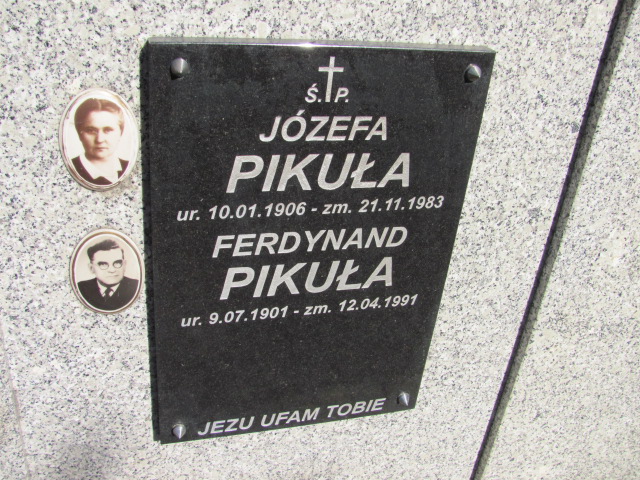 Ś. P.
JÓZEFA
PIKUŁA
ur. 10.01.1906 - zm. 21.11.1983
FERDYNAND
PIKUŁA
ur. 9.07.1901 - zm. 12.04.1991
JEZU UFAM TOBIE